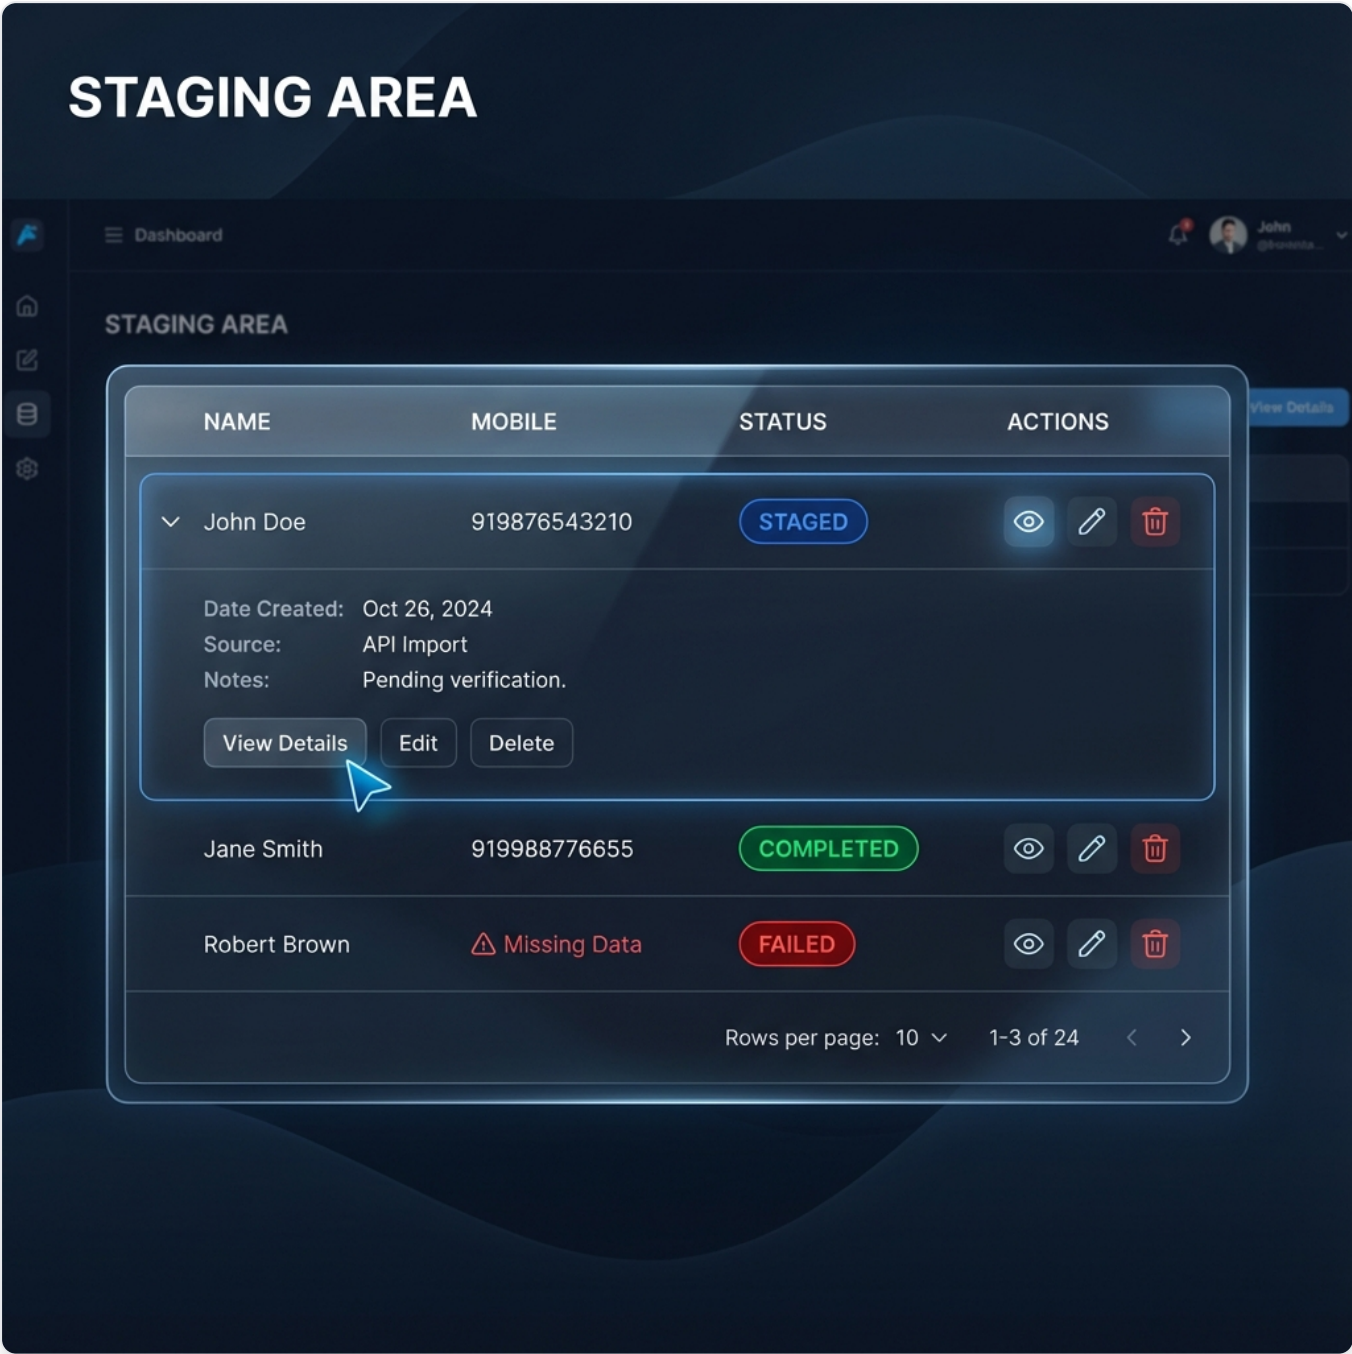 STAGING AREA
Dashboard
John
STAGING AREA
View Details
NAME MOBILE STATUS ACTIONS
John Doe 919876543210 STAGED
Date Created: Oct 26, 2024
Source: API Import
Notes: Pending verification.
View Details Edit Delete
Jane Smith 919988776655 COMPLETED
Robert Brown Missing Data FAILED
Rows per page: 10 1-3 of 24